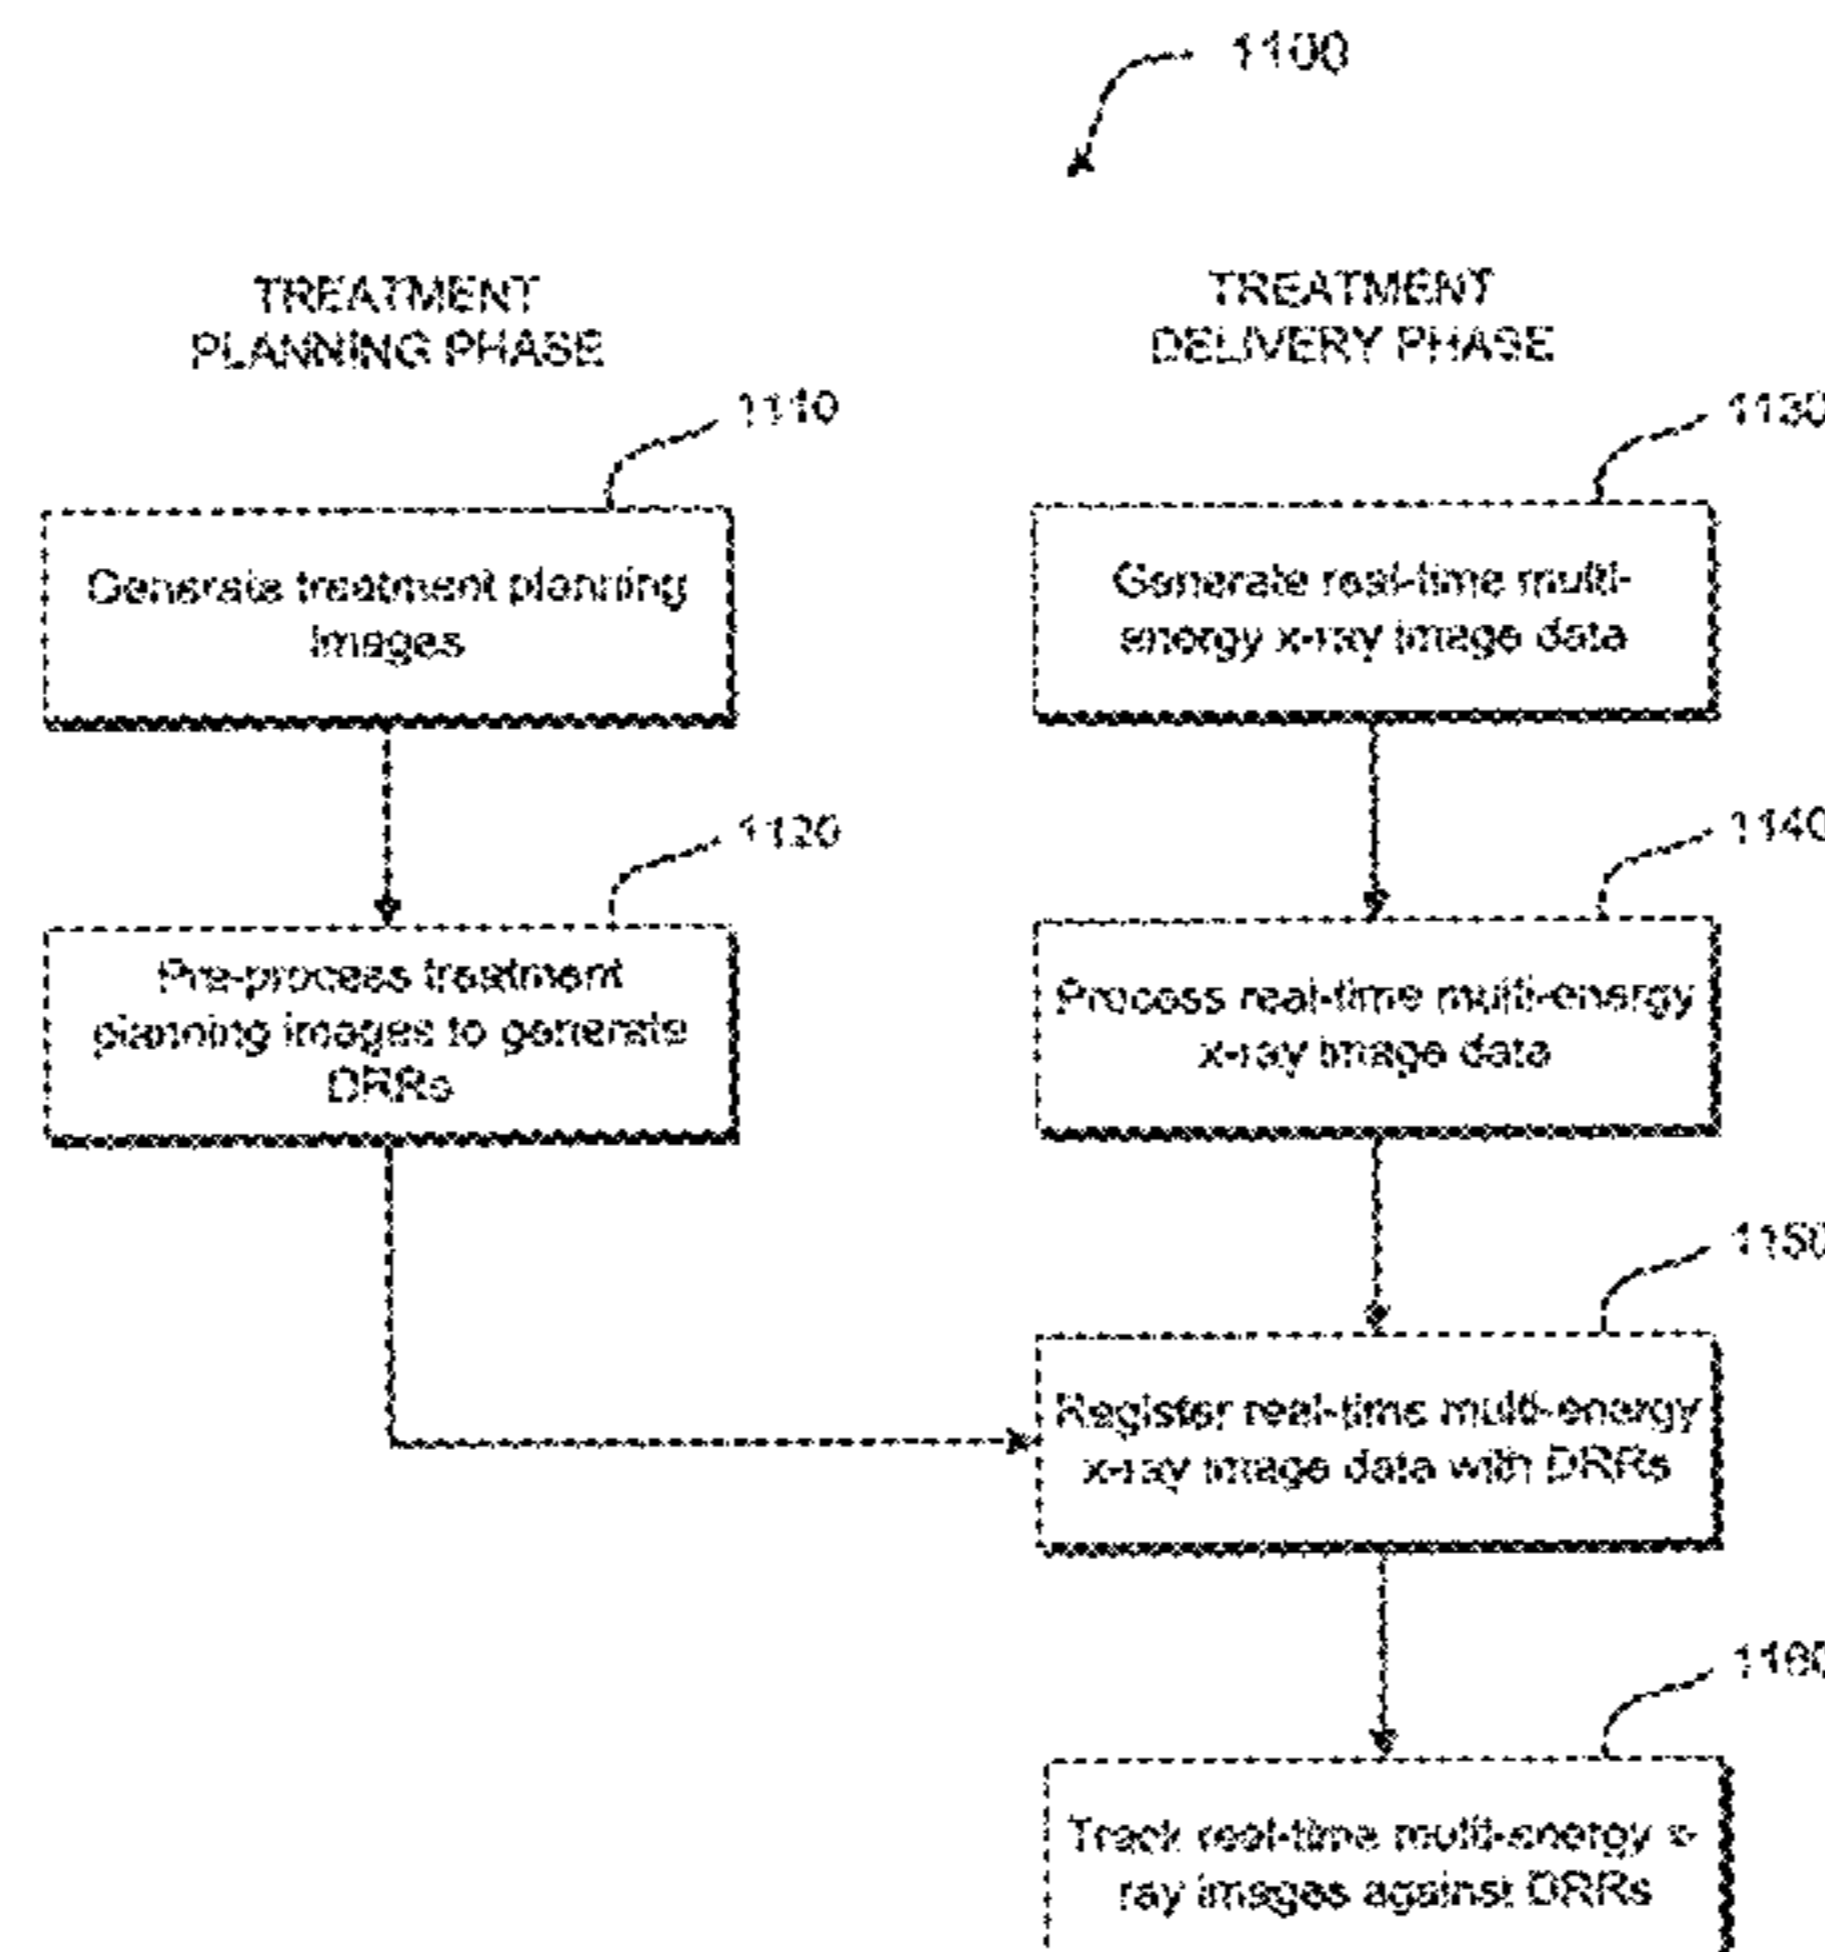 1100
TREATMENT
PLANNING PHASE
1110
Generate treatment planning
images
1120
Pre-process treatment
planning images to generate
DRRs
TREATMENT
DELIVERY PHASE
1130
Generate real-time multi-
energy x-ray image data
1140
Process real-time multi-energy
x-ray image data
1150
Register real-time multi-energy
x-ray image data with DRRs
1160
Track real-time multi-energy x-
ray images against DRRs